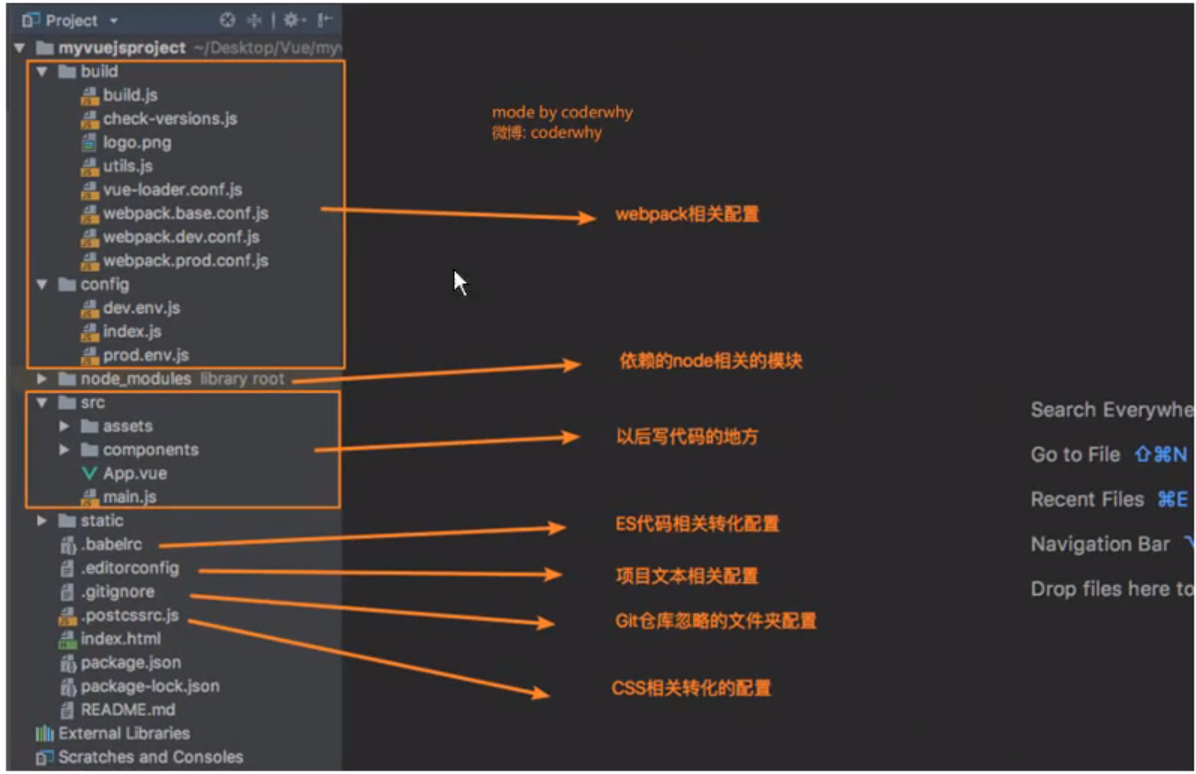 Project
myvuejsproject ~/Desktop/Vue/my
build
build.js
check-versions.js
logo.png
utils.js
vue-loader.conf.js
webpack.base.conf.js
webpack.dev.conf.js
webpack.prod.conf.js
config
dev.env.js
index.js
prod.env.js
node_modules library root
src
assets
components
App.vue
main.js
static
.babelrc
.editorconfig
.gitignore
.postcssrc.js
index.html
package.json
package-lock.json
README.md
External Libraries
Scratches and Consoles
mode by coderwhy
微博: coderwhy
webpack相关配置
依赖的node相关的模块
以后写代码的地方
ES代码相关转化配置
项目文本相关配置
Git仓库忽略的文件夹配置
CSS相关转化的配置
Search Everywhe
Go to File ⇧⌘N
Recent Files ⌘E
Navigation Bar
Drop files here to